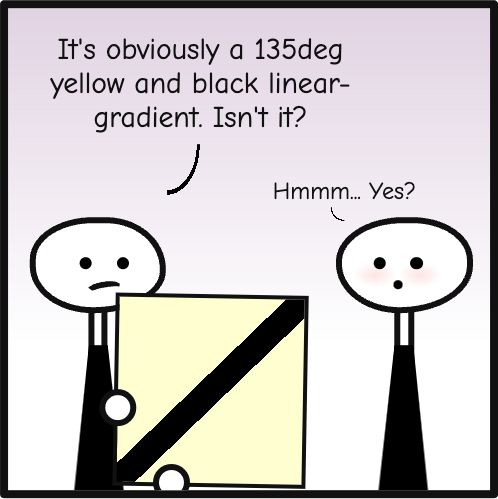 It's obviously a 135deg
yellow and black linear-
gradient. Isn't it?
Hmmm... Yes?